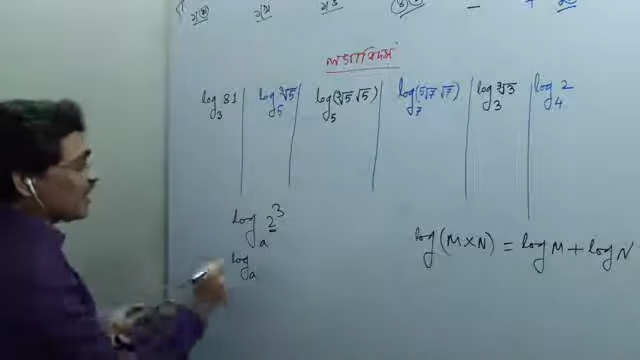 লগারিদম
log₃ 81 | log₅ ∛5 | log₅ (∛5 √5) | log₇ (⁵√7 √7) | log₃ ∛3 | log₄ 2
logₐ 2³
log (M × N) = log M + log N
logₐ